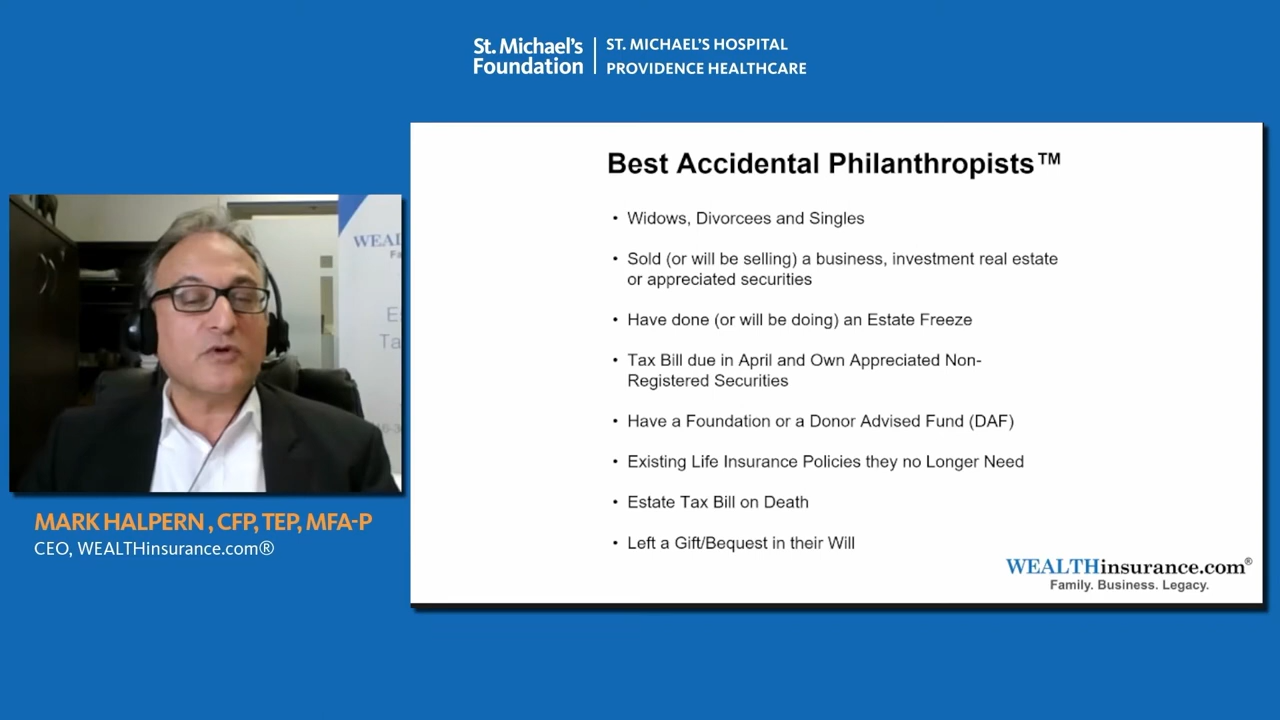 St. Michael's
Foundation
ST. MICHAEL'S HOSPITAL
PROVIDENCE HEALTHCARE
Best Accidental Philanthropists™
• Widows, Divorcees and Singles
• Sold (or will be selling) a business, investment real estate
or appreciated securities
• Have done (or will be doing) an Estate Freeze
• Tax Bill due in April and Own Appreciated Non-
Registered Securities
• Have a Foundation or a Donor Advised Fund (DAF)
• Existing Life Insurance Policies they no Longer Need
• Estate Tax Bill on Death
• Left a Gift/Bequest in their Will
WEALTHinsurance.com®
Family. Business. Legacy.
MARK HALPERN , CFP, TEP, MFA-P
CEO, WEALTHinsurance.com®